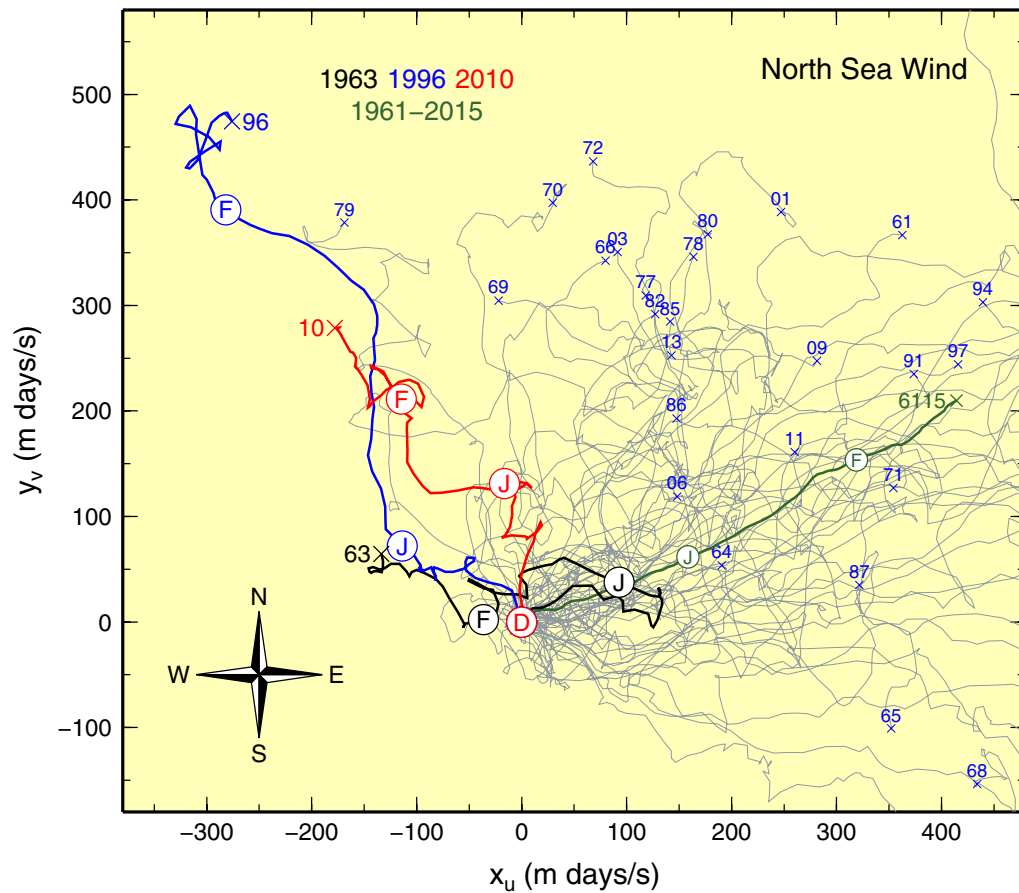 North Sea Wind
1963 1996 2010
1961−2015
500
400
300
200
100
0
−100
y_v (m days/s)
96
F
79
72
70
01
80
61
03
66
78
69
77
82
85
94
10
13
09
91
97
F
6115
86
J
11
F
71
06
J
63
J
64
J
87
F
D
N
W
E
S
65
68
−300
−200
−100
0
100
200
300
400
x_u (m days/s)